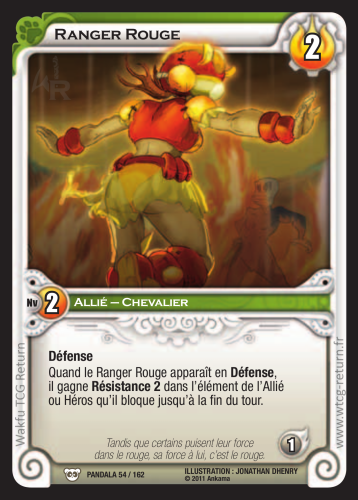 RANGER ROUGE
2
Nv 2 ALLIÉ – CHEVALIER
Défense
Quand le Ranger Rouge apparaît en Défense,
il gagne Résistance 2 dans l'élément de l'Allié
ou Héros qu'il bloque jusqu'à la fin du tour.
Tandis que certains puisent leur force
dans le rouge, sa force à lui, c'est le rouge.
1
PANDALA 54 / 162
ILLUSTRATION : JONATHAN DHENRY
© 2011 Ankama
Wakfu TCG Return
www.wtcg-return.fr